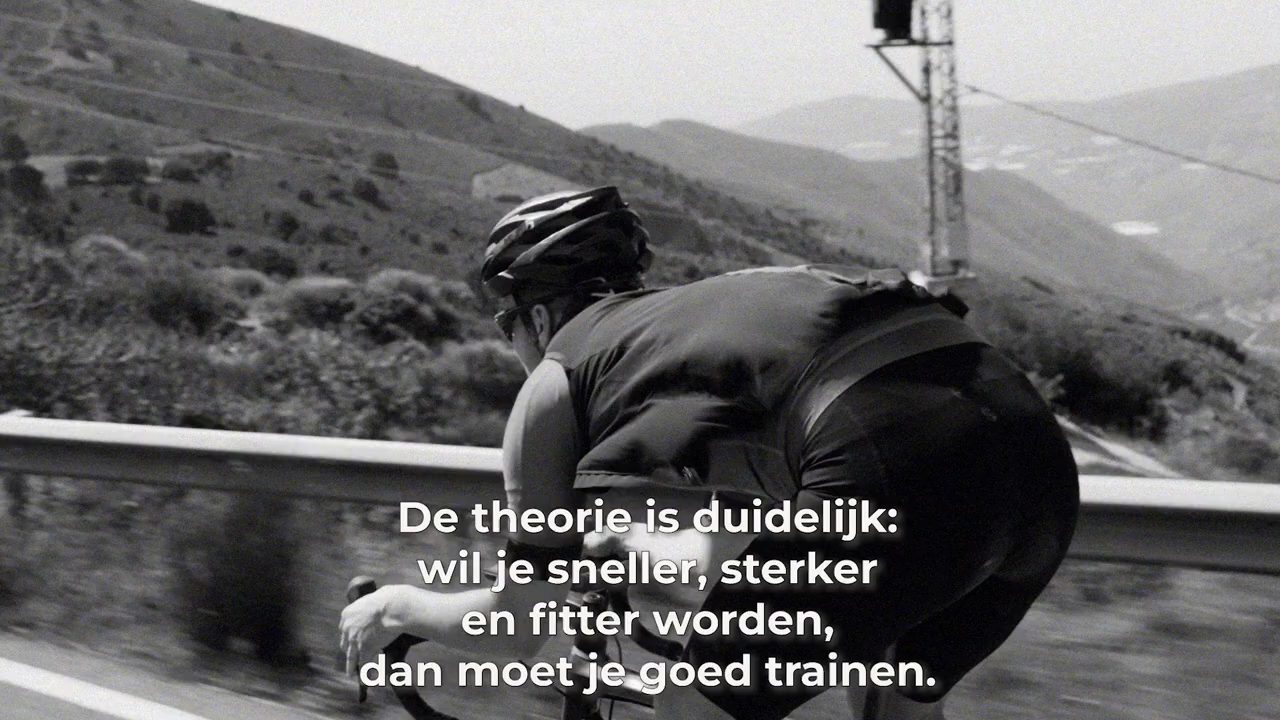 De theorie is duidelijk:
wil je sneller, sterker
en fitter worden,
dan moet je goed trainen.